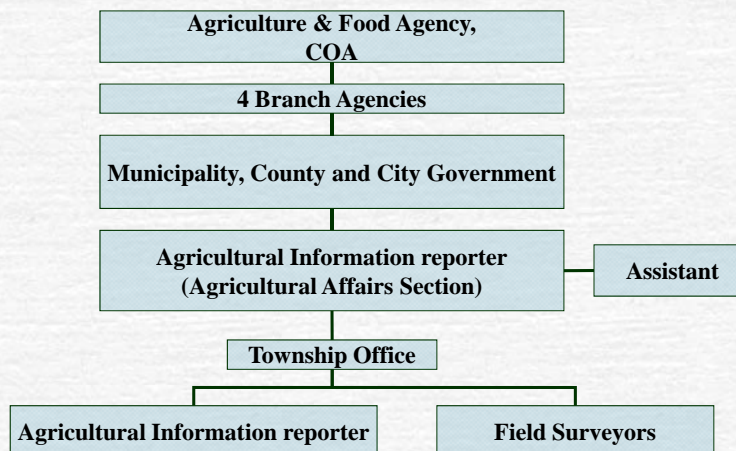 Agriculture & Food Agency,
COA
4 Branch Agencies
Municipality, County and City Government
Agricultural Information reporter
(Agricultural Affairs Section)
Assistant
Township Office
Agricultural Information reporter
Field Surveyors